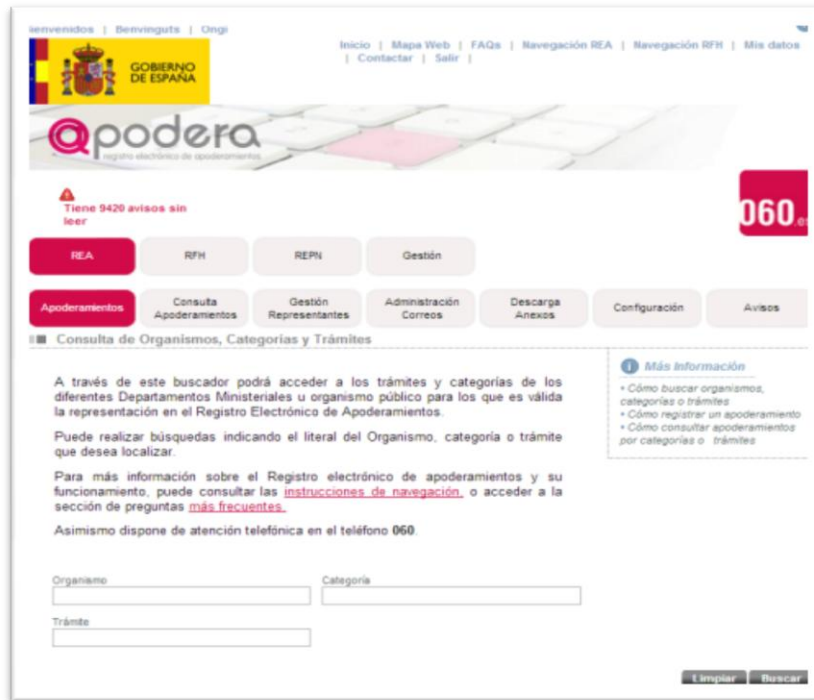 ienvenidos | Benvinguts | Ongi
Inicio | Mapa Web | FAQs | Navegación REA | Navegación RFH | Mis datos
| Contactar | Salir |
GOBIERNO
DE ESPAÑA
@podera
registro electrónico de apoderamientos
Tiene 9420 avisos sin
leer
060.es
REA
RFH
REPN
Gestión
Apoderamientos
Consulta
Apoderamientos
Gestión
Representantes
Administración
Correos
Descarga
Anexos
Configuración
Avisos
Consulta de Organismos, Categorías y Trámites
A través de este buscador podrá acceder a los trámites y categorías de los
diferentes Departamentos Ministeriales u organismo público para los que es válida
la representación en el Registro Electrónico de Apoderamientos.
Puede realizar búsquedas indicando el literal del Organismo, categoría o trámite
que desea localizar.
Para más información sobre el Registro electrónico de apoderamientos y su
funcionamiento, puede consultar las instrucciones de navegación, o acceder a la
sección de preguntas más frecuentes.
Asimismo dispone de atención telefónica en el teléfono 060.
Más Información
• Cómo buscar organismos,
categorías o trámites
• Cómo registrar un apoderamiento
• Cómo consultar apoderamientos
por categorías o trámites
Organismo
Categoría
Trámite
Limpiar
Buscar